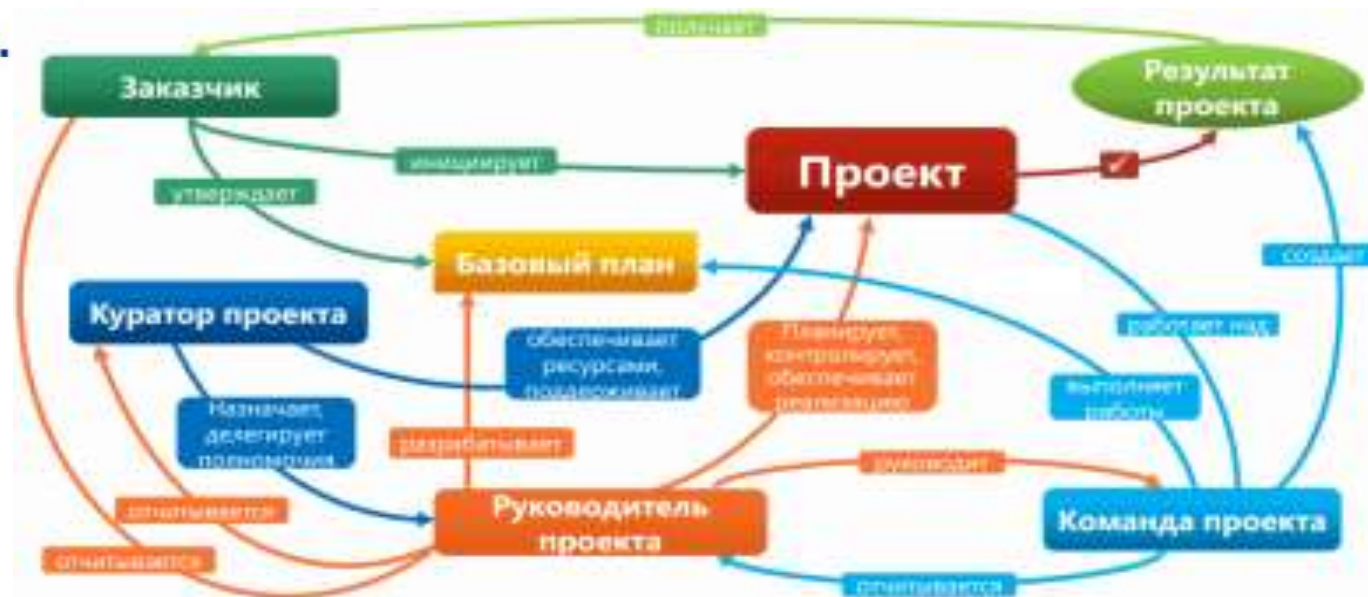 получает
Заказчик
Результат
проекта
инициирует
Проект
утверждает
Базовый план
создает
Куратор проекта
обеспечивает
ресурсами,
поддерживает
Планирует,
контролирует,
обеспечивает
реализацию
работает над
выполняет
работы
Назначает,
делегирует
полномочия
разрабатывает
руководит
отчитывается
Руководитель
проекта
Команда проекта
отчитывается
отчитывается